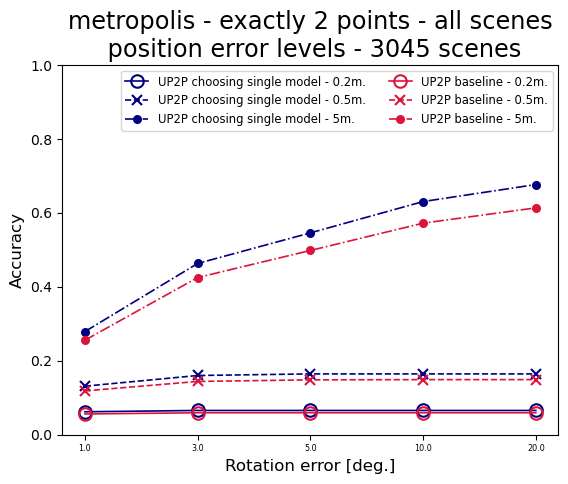 metropolis - exactly 2 points - all scenes
position error levels - 3045 scenes
UP2P choosing single model - 0.2m.
UP2P choosing single model - 0.5m.
UP2P choosing single model - 5m.
UP2P baseline - 0.2m.
UP2P baseline - 0.5m.
UP2P baseline - 5m.
Accuracy
1.0
0.8
0.6
0.4
0.2
0.0
1.0 3.0 5.0 10.0 20.0
Rotation error [deg.]